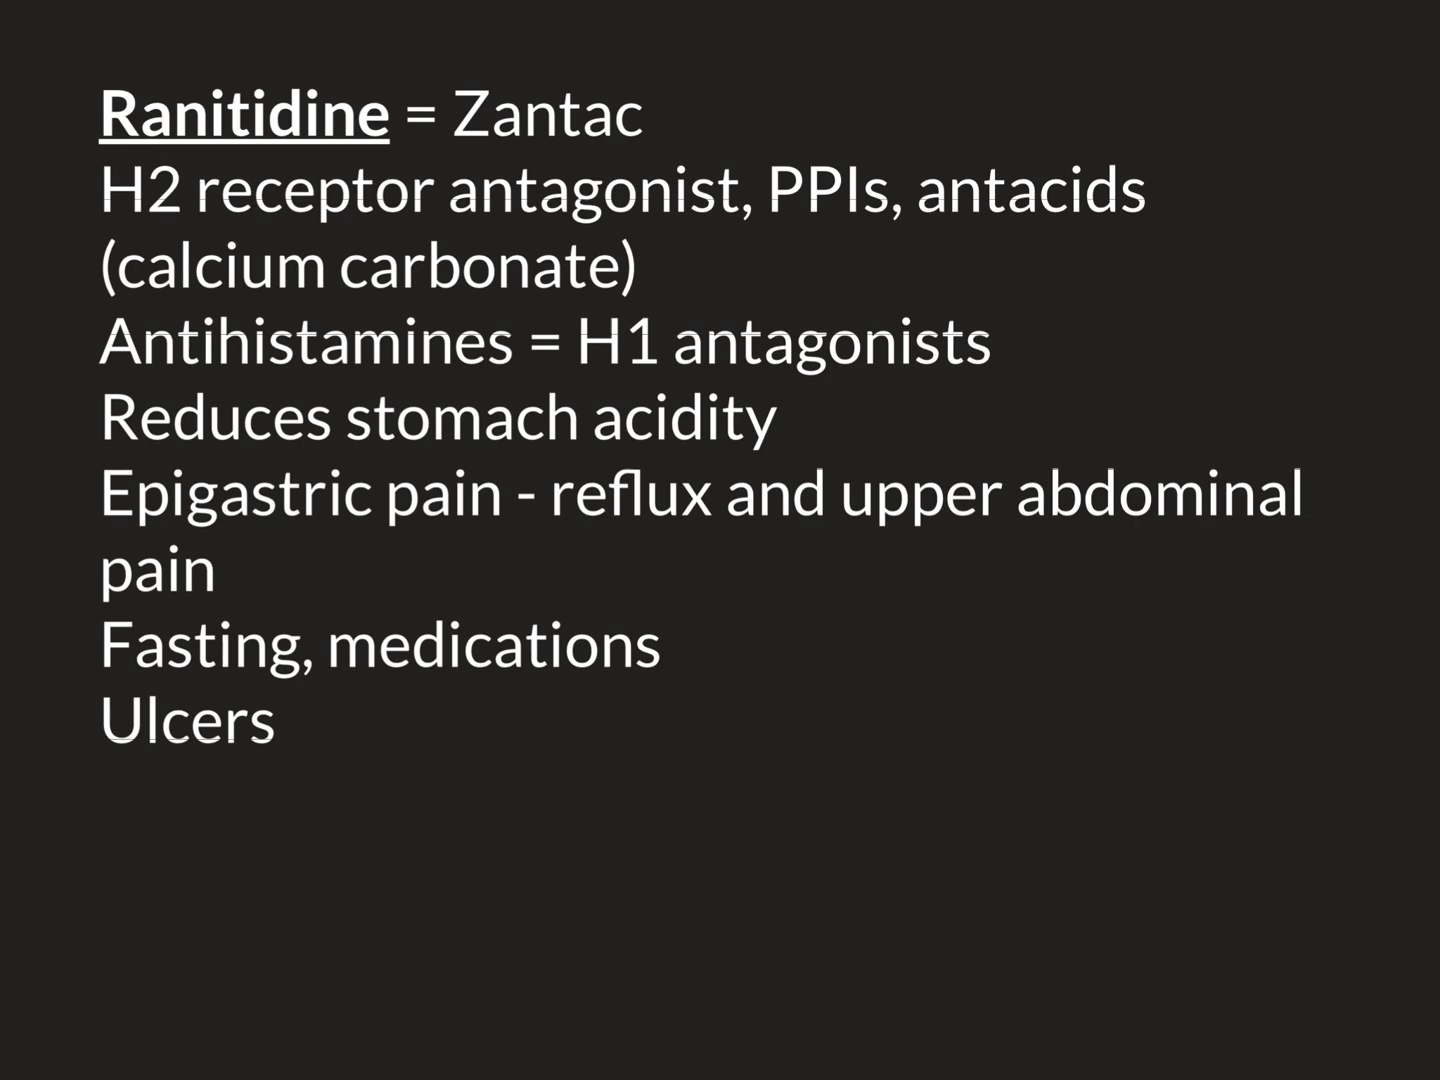 Ranitidine = Zantac
H2 receptor antagonist, PPIs, antacids
(calcium carbonate)
Antihistamines = H1 antagonists
Reduces stomach acidity
Epigastric pain - reflux and upper abdominal
pain
Fasting, medications
Ulcers